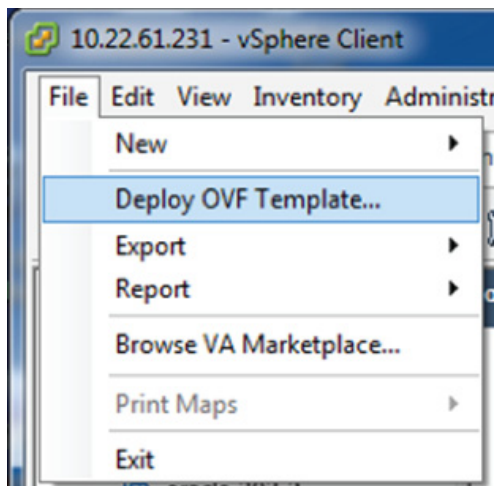 10.22.61.231 - vSphere Client
File Edit View Inventory Administr
New
Deploy OVF Template...
Export
Report
Browse VA Marketplace...
Print Maps
Exit